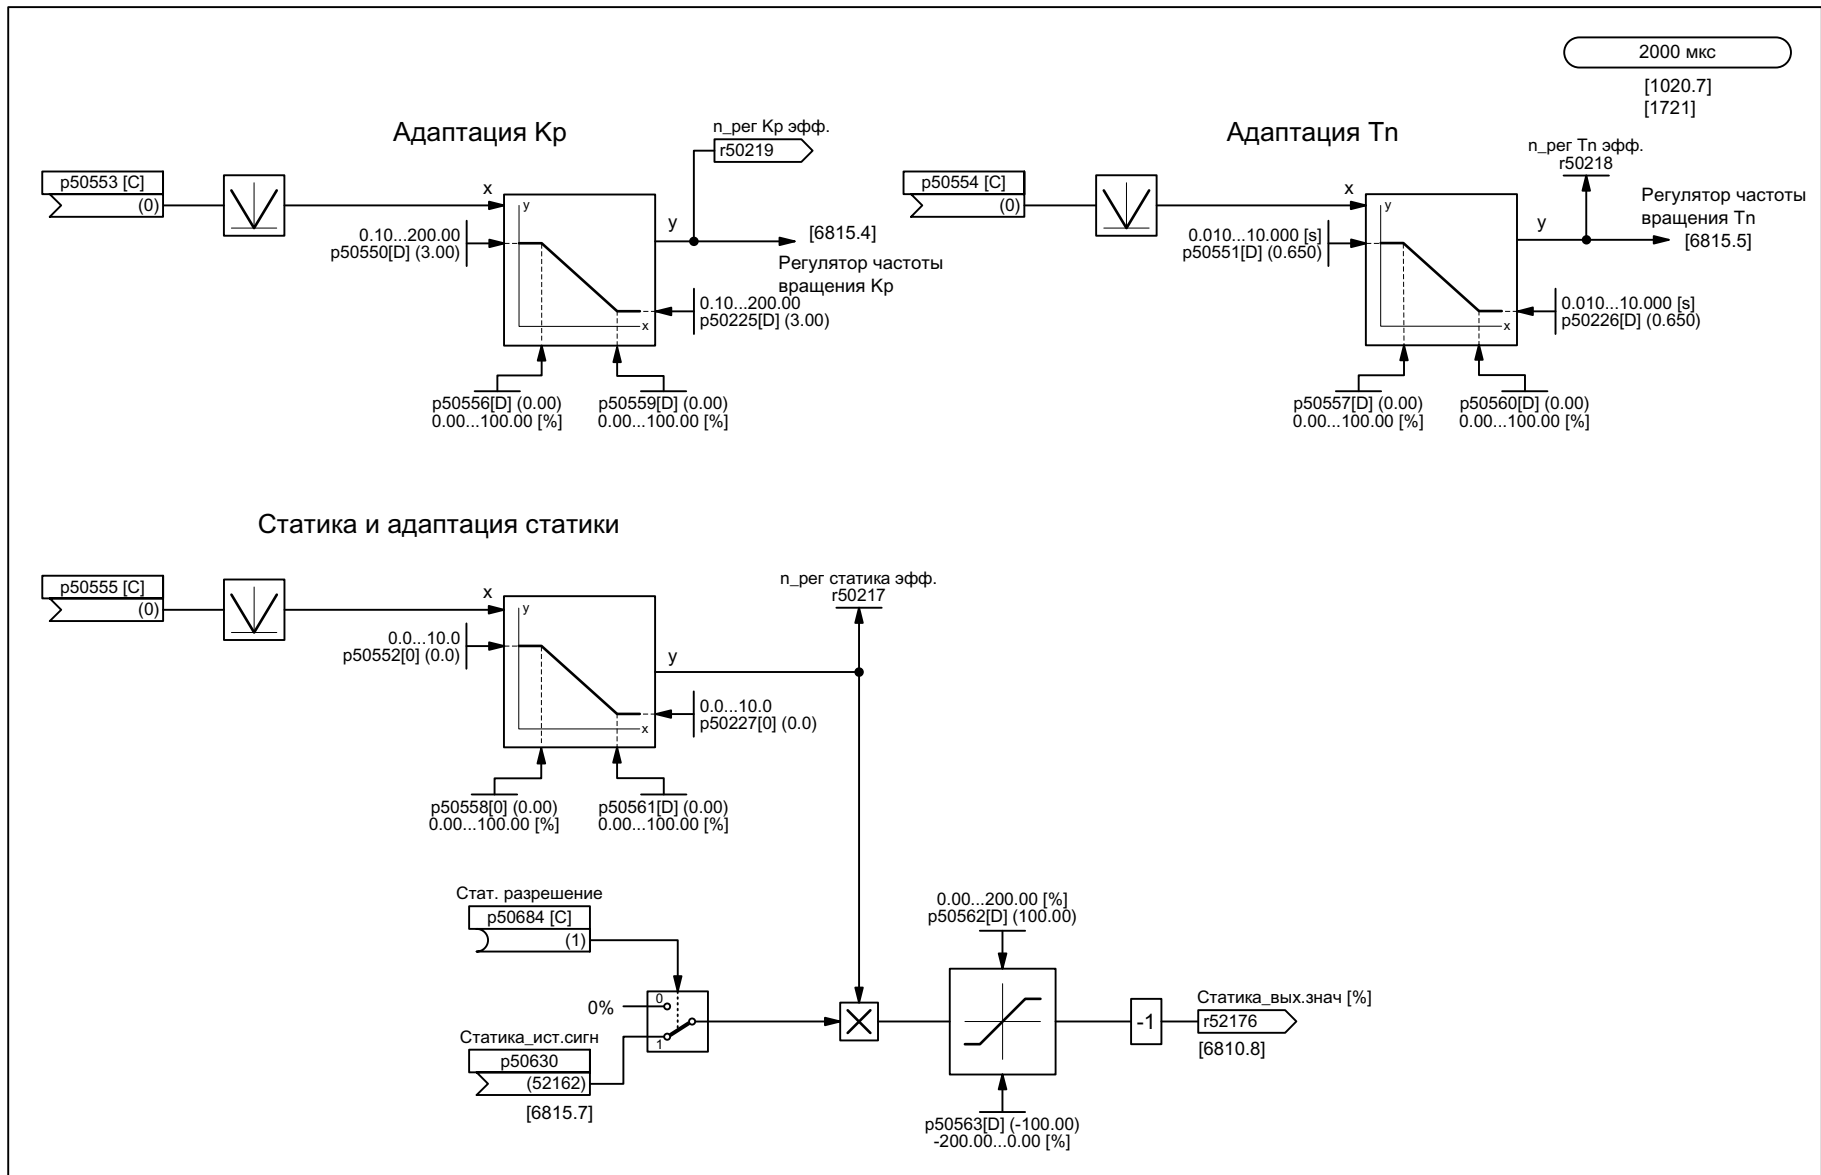 2000 мкс
[1020.7]
[1721]
Адаптация Kp
n_рег Kp эфф.
r50219
p50553 [C]
(0)
x
y
x
0.10...200.00
p50550[D] (3.00)
y
[6815.4]
Регулятор частоты
вращения Kp
0.10...200.00
p50225[D] (3.00)
p50556[D] (0.00)
0.00...100.00 [%]
p50559[D] (0.00)
0.00...100.00 [%]
Адаптация Tn
n_рег Tn эфф.
r50218
p50554 [C]
(0)
x
y
x
0.010...10.000 [s]
p50551[D] (0.650)
y
Регулятор частоты
вращения Tn
[6815.5]
0.010...10.000 [s]
p50226[D] (0.650)
p50557[D] (0.00)
0.00...100.00 [%]
p50560[D] (0.00)
0.00...100.00 [%]
Статика и адаптация статики
p50555 [C]
(0)
x
y
x
0.0...10.0
p50552[0] (0.0)
y
n_рег статика эфф.
r50217
0.0...10.0
p50227[0] (0.0)
p50558[0] (0.00)
0.00...100.00 [%]
p50561[D] (0.00)
0.00...100.00 [%]
Стат. разрешение
p50684 [C]
(1)
0%
0
1
Статика_ист.сигн
p50630
(52162)
[6815.7]
0.00...200.00 [%]
p50562[D] (100.00)
p50563[D] (-100.00)
-200.00...0.00 [%]
-1
Статика_вых.знач [%]
r52176
[6810.8]